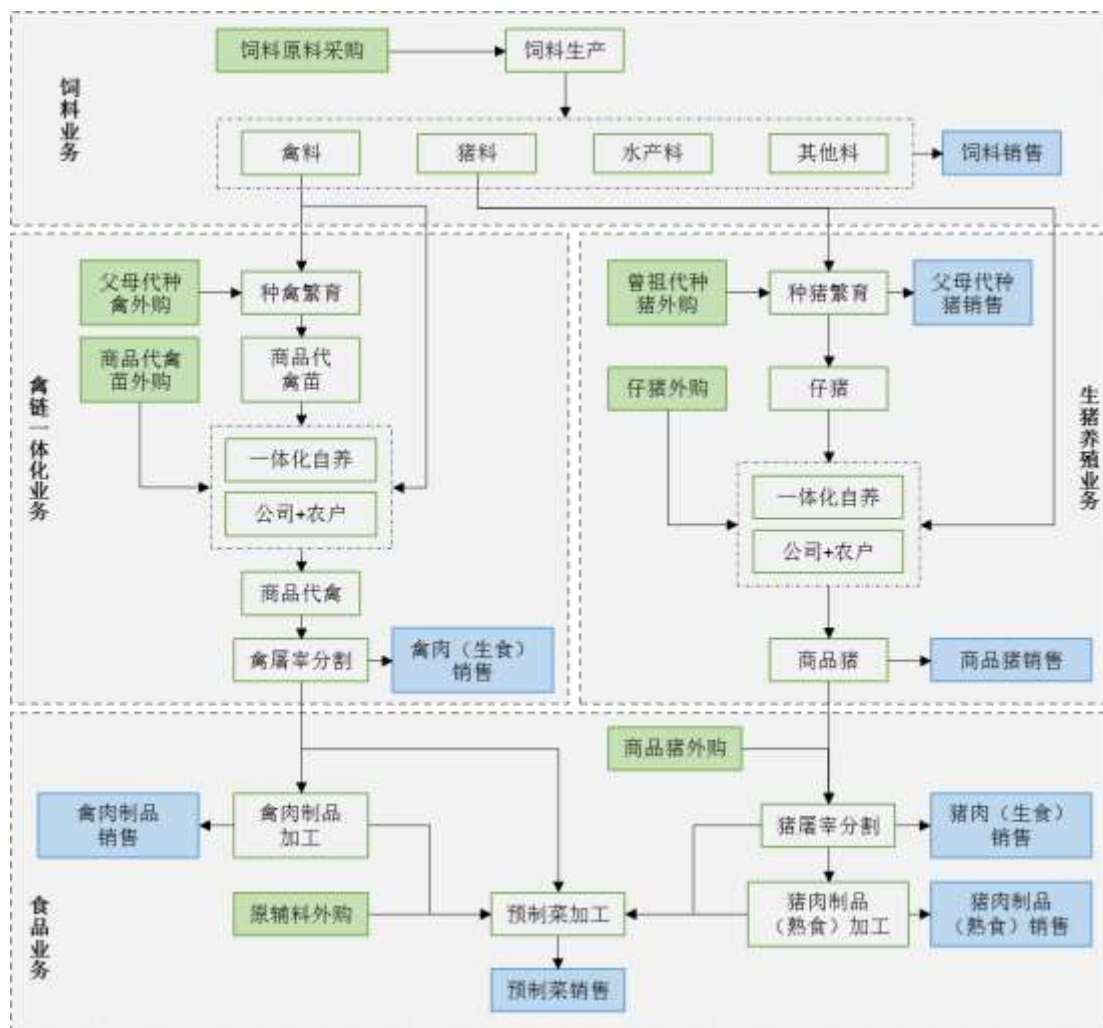 饲料业务
饲料原料采购
饲料生产
禽料
猪料
水产料
其他料
饲料销售
禽链一体化业务
父母代种
禽外购
种禽繁育
商品代禽
苗外购
商品代
禽苗
一体化自养
公司+农户
商品代禽
禽屠宰分割
禽肉（生食）
销售
生猪养殖业务
曾祖代种
猪外购
种猪繁育
父母代种
猪销售
仔猪外购
仔猪
一体化自养
公司+农户
商品猪
商品猪销售
食品业务
商品猪外购
禽肉制品
销售
禽肉制品
加工
猪屠宰分割
猪肉（生食）
销售
原辅料外购
预制菜加工
猪肉制品
（熟食）加工
猪肉制品
（熟食）销售
预制菜销售